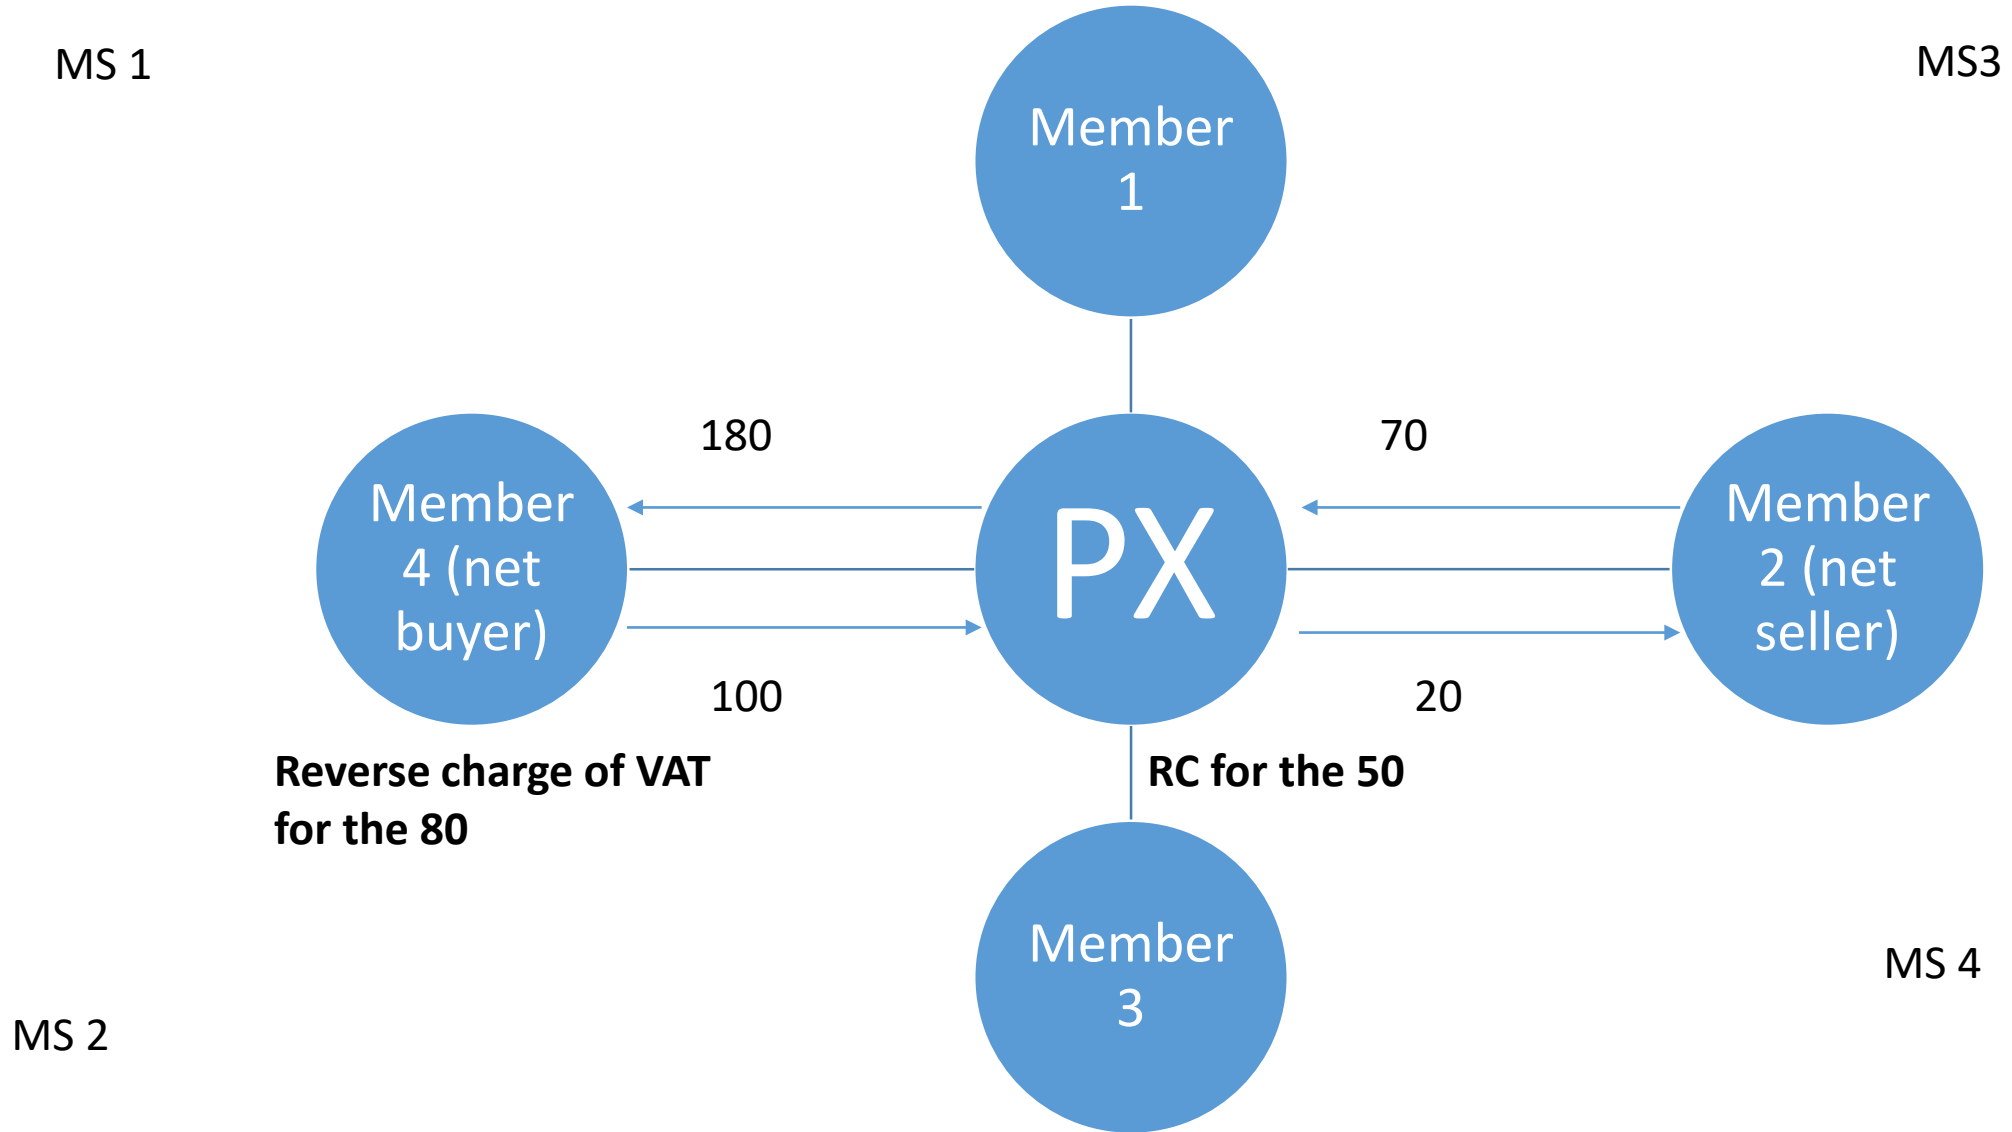 MS 1
MS3
Member
1
180
70
Member
4 (net
buyer)
PX
Member
2 (net
seller)
100
20
Reverse charge of VAT
for the 80
RC for the 50
Member
3
MS 4
MS 2